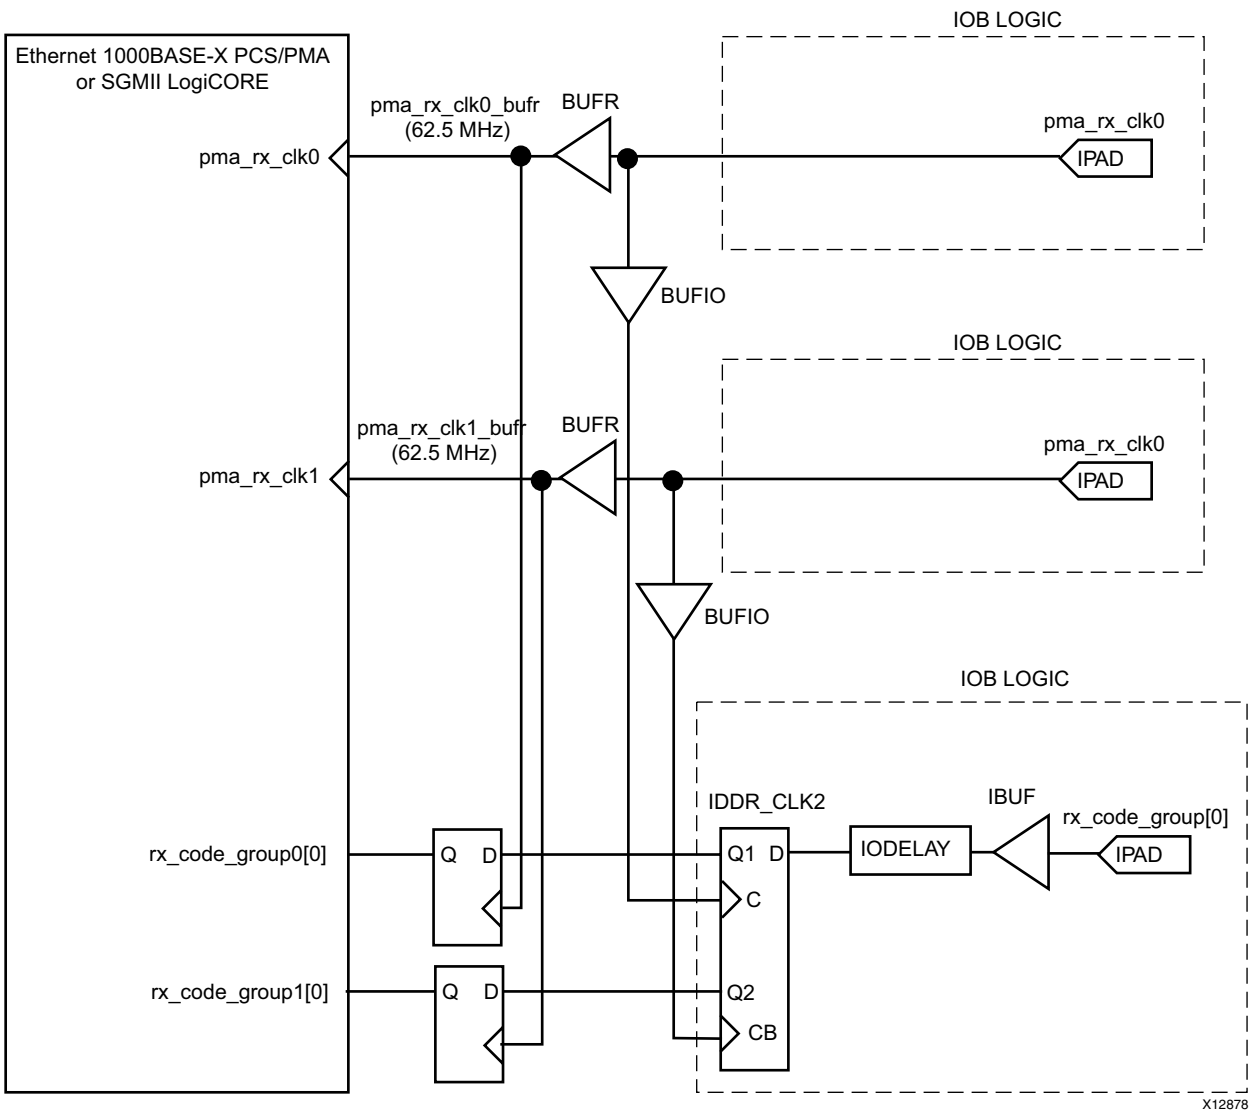 IOB LOGIC
Ethernet 1000BASE-X PCS/PMA
or SGMII LogiCORE
pma_rx_clk0_bufr
(62.5 MHz)
BUFR
pma_rx_clk0
pma_rx_clk0
IPAD
BUFIO
IOB LOGIC
pma_rx_clk1_bufr
(62.5 MHz)
BUFR
pma_rx_clk0
pma_rx_clk1
IPAD
BUFIO
IOB LOGIC
IDDR_CLK2
IBUF
rx_code_group[0]
rx_code_group0[0]
Q D
Q1 D
IODELAY
IPAD
C
rx_code_group1[0]
Q D
Q2
CB
X12878